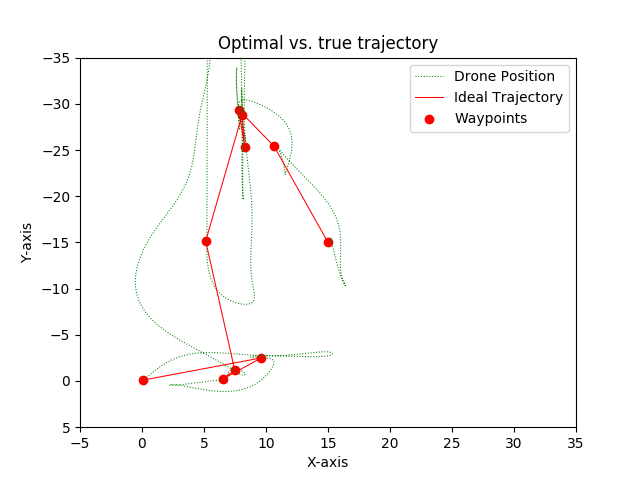 Optimal vs. true trajectory
Drone Position
Ideal Trajectory
Waypoints
Y-axis
−35
−30
−25
−20
−15
−10
−5
0
5
−5 0 5 10 15 20 25 30 35
X-axis